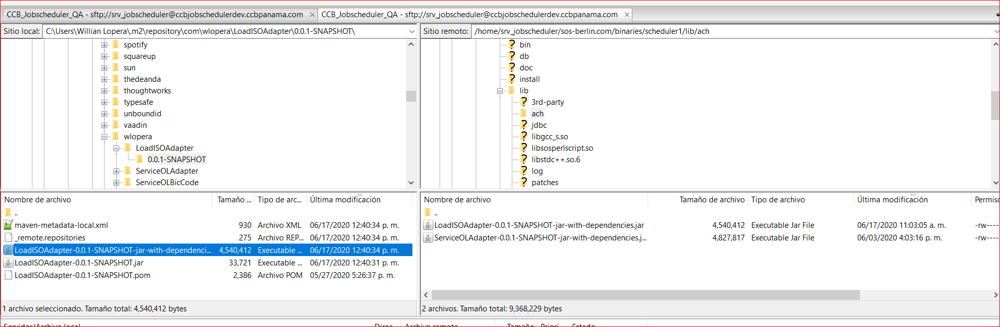 CCB_Jobscheduler_QA - sftp://srv_jobscheduler@ccbjobschedulerdev.ccbpanama.com
CCB_Jobscheduler_QA - sftp://srv_jobscheduler@ccbjobschedulerdev.ccbpanama.com
Sitio local: C:\Users\Willian Lopera\.m2\repository\com\wlopera\LoadISOAdapter\0.0.1-SNAPSHOT\
spotify
squareup
sun
thedeanda
thoughtworks
typesafe
unboundid
vaadin
wlopera
LoadISOAdapter
0.0.1-SNAPSHOT
ServiceOLAdapter
ServiceOLBicCode
Nombre de archivo Tamaño ... Tipo de arc... Última modificación
..
maven-metadata-local.xml 930 Archivo XML 06/17/2020 12:40:34 p. m.
_remote.repositories 275 Archivo REP... 06/17/2020 12:40:34 p. m.
LoadISOAdapter-0.0.1-SNAPSHOT-jar-with-dependenci... 4,540,412 Executable ... 06/17/2020 12:40:34 p. m.
LoadISOAdapter-0.0.1-SNAPSHOT.jar 33,721 Executable ... 06/17/2020 12:40:31 p. m.
LoadISOAdapter-0.0.1-SNAPSHOT.pom 2,386 Archivo POM 05/27/2020 5:26:37 p. m.
1 archivo seleccionado. Tamaño total: 4,540,412 bytes
Sitio remoto: /home/srv_jobscheduler/sos-berlin.com/binaries/scheduler1/lib/ach
bin
db
doc
install
lib
3rd-party
ach
jdbc
libgcc_s.so
libsosperlscript.so
libstdc++.so.6
log
patches
Nombre de archivo Tamaño de archivo Tipo de archivo Última modificación Permisc
..
LoadISOAdapter-0.0.1-SNAPSHOT-jar-with-dependencies.jar 4,540,412 Executable Jar File 06/17/2020 11:03:05 a. m. -rw----
ServiceOLAdapter-0.0.1-SNAPSHOT-jar-with-dependencies.j... 4,827,817 Executable Jar File 06/03/2020 4:03:16 p. m. -rw----
2 archivos. Tamaño total: 9,368,229 bytes
Servidor/Archivo local Direc Archivo remoto Tamaño Priori Estado